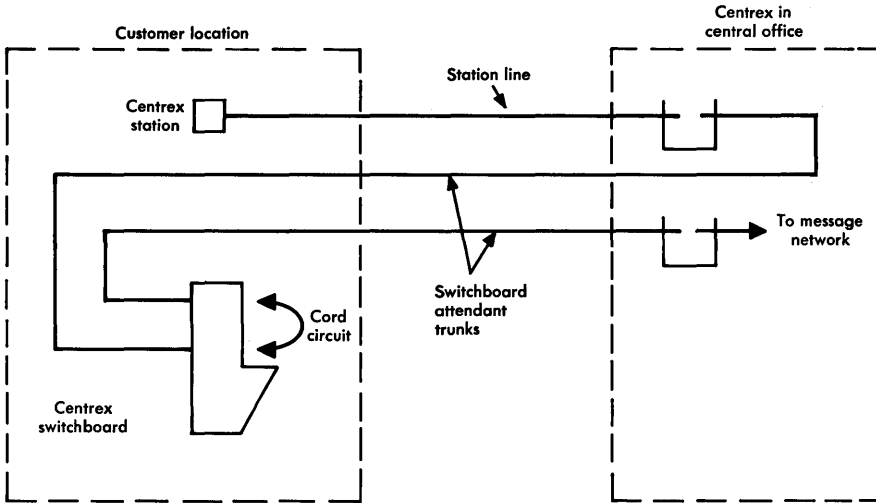 Customer location
Centrex in
central office
Station line
Centrex
station
To message
network
Switchboard
attendant
trunks
Cord
circuit
Centrex
switchboard